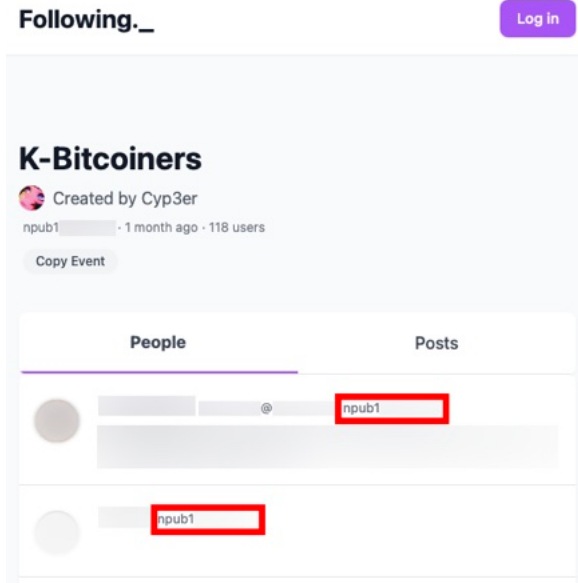 Following._
Log in
K-Bitcoiners
Created by Cyp3er
npub1 · 1 month ago · 118 users
Copy Event
People
Posts
@ npub1
npub1